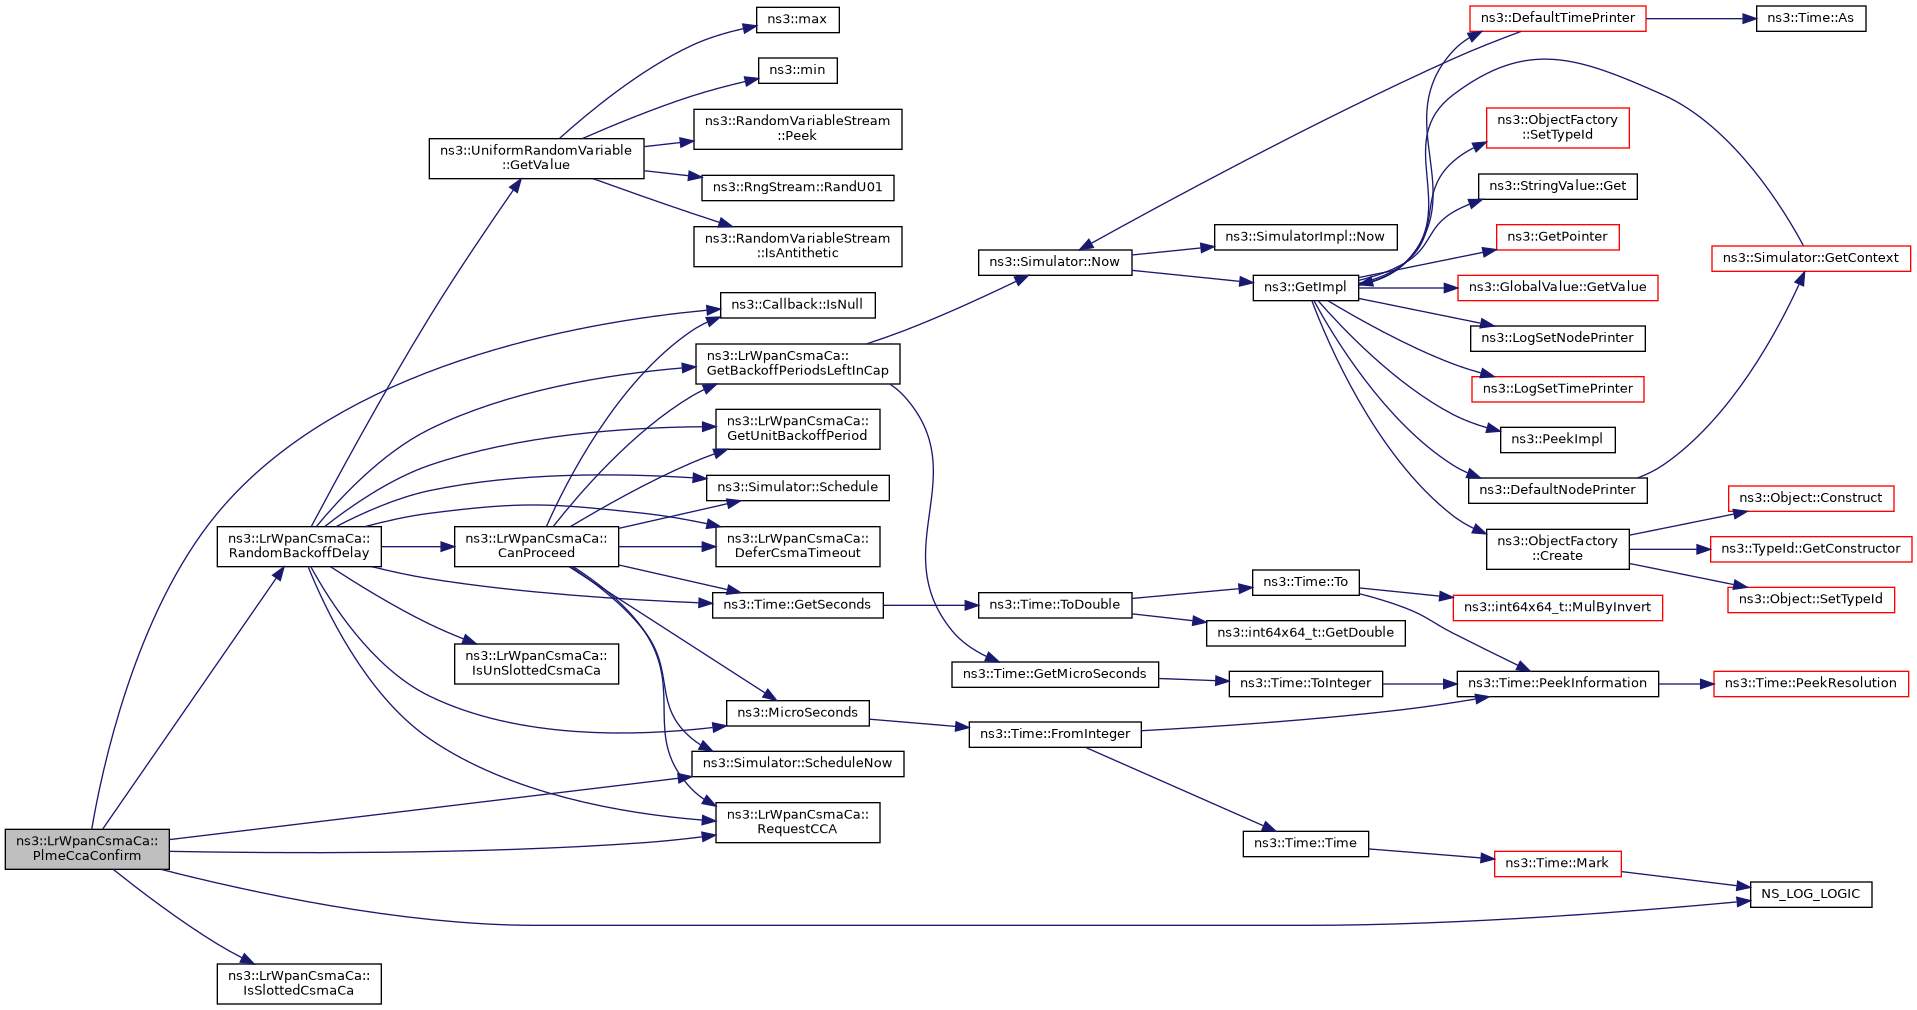 ns3::LrWpanCsmaCa::
PlmeCcaConfirm
ns3::LrWpanCsmaCa::
RandomBackoffDelay
ns3::LrWpanCsmaCa::
IsSlottedCsmaCa
ns3::UniformRandomVariable
::GetValue
ns3::LrWpanCsmaCa::
CanProceed
ns3::LrWpanCsmaCa::
IsUnSlottedCsmaCa
ns3::max
ns3::min
ns3::RandomVariableStream
::Peek
ns3::RngStream::RandU01
ns3::RandomVariableStream
::IsAntithetic
ns3::Callback::IsNull
ns3::LrWpanCsmaCa::
GetBackoffPeriodsLeftInCap
ns3::LrWpanCsmaCa::
GetUnitBackoffPeriod
ns3::Simulator::Schedule
ns3::LrWpanCsmaCa::
DeferCsmaTimeout
ns3::Time::GetSeconds
ns3::MicroSeconds
ns3::Simulator::ScheduleNow
ns3::LrWpanCsmaCa::
RequestCCA
ns3::Simulator::Now
ns3::Time::ToDouble
ns3::Time::GetMicroSeconds
ns3::Time::FromInteger
ns3::SimulatorImpl::Now
ns3::GetImpl
ns3::Time::To
ns3::int64x64_t::GetDouble
ns3::Time::ToInteger
ns3::Time::Time
ns3::DefaultTimePrinter
ns3::ObjectFactory
::SetTypeId
ns3::StringValue::Get
ns3::GetPointer
ns3::GlobalValue::GetValue
ns3::LogSetNodePrinter
ns3::LogSetTimePrinter
ns3::PeekImpl
ns3::DefaultNodePrinter
ns3::ObjectFactory
::Create
ns3::int64x64_t::MulByInvert
ns3::Time::PeekInformation
ns3::Time::Mark
ns3::Time::As
ns3::Simulator::GetContext
ns3::Object::Construct
ns3::TypeId::GetConstructor
ns3::Object::SetTypeId
ns3::Time::PeekResolution
NS_LOG_LOGIC